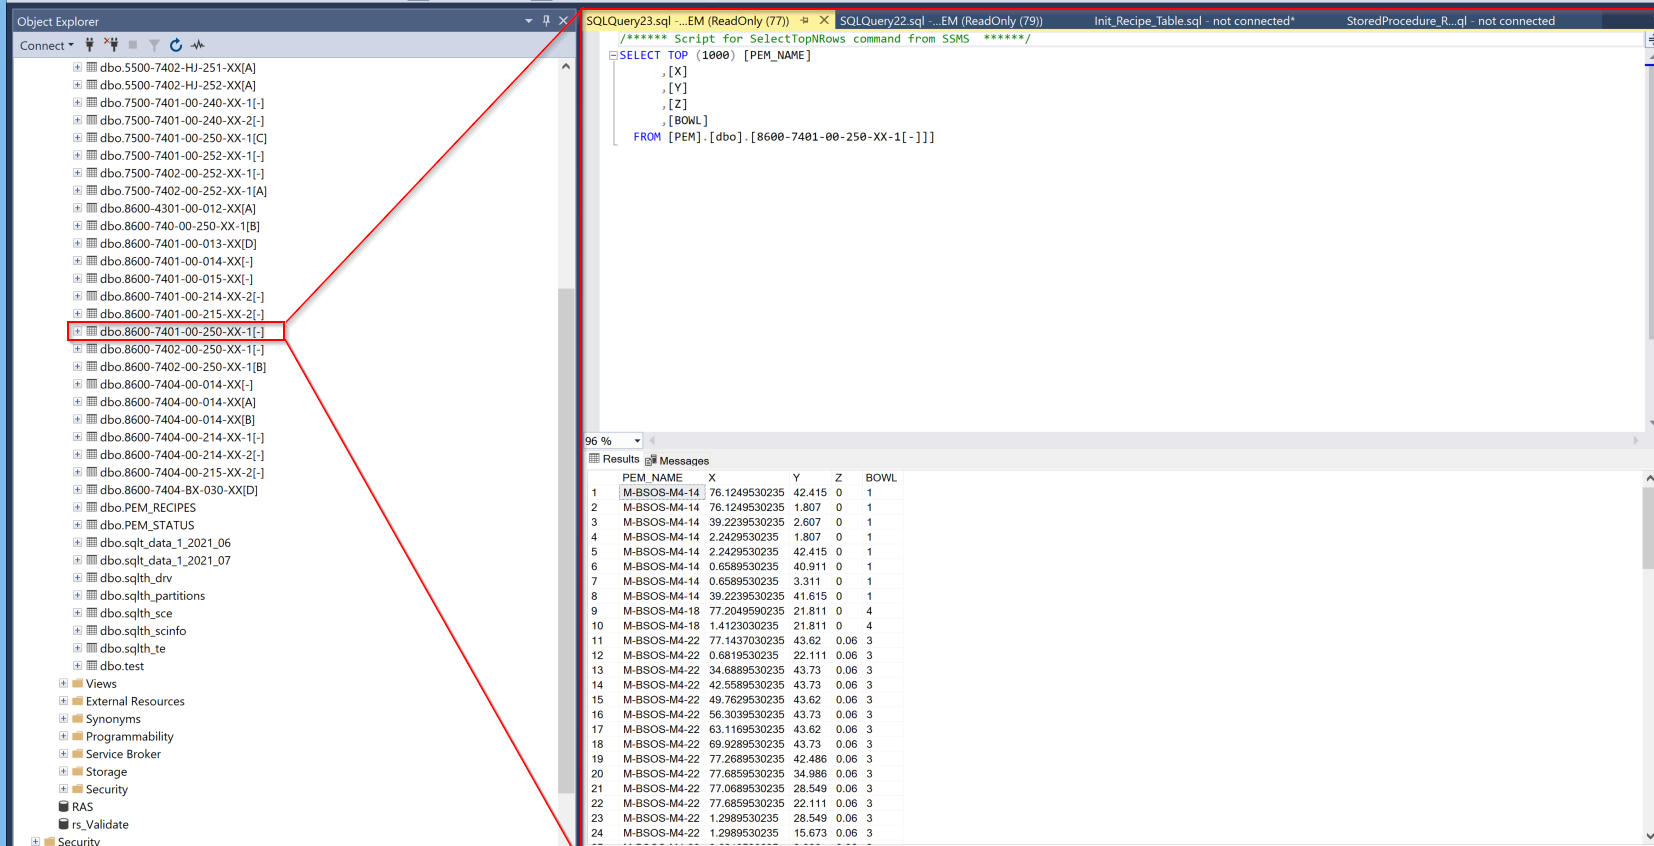 Object Explorer
Connect
dbo.5500-7402-HJ-251-XX[A]
dbo.5500-7402-HJ-252-XX[A]
dbo.7500-7401-00-240-XX-1[-]
dbo.7500-7401-00-240-XX-2[-]
dbo.7500-7401-00-250-XX-1[C]
dbo.7500-7401-00-252-XX-1[-]
dbo.7500-7402-00-252-XX-1[-]
dbo.7500-7402-00-252-XX-1[A]
dbo.8600-4301-00-012-XX[A]
dbo.8600-740-00-250-XX-1[B]
dbo.8600-7401-00-013-XX[D]
dbo.8600-7401-00-014-XX[-]
dbo.8600-7401-00-015-XX[-]
dbo.8600-7401-00-214-XX-2[-]
dbo.8600-7401-00-215-XX-2[-]
dbo.8600-7401-00-250-XX-1[-]
dbo.8600-7402-00-250-XX-1[-]
dbo.8600-7402-00-250-XX-1[B]
dbo.8600-7404-00-014-XX[-]
dbo.8600-7404-00-014-XX[A]
dbo.8600-7404-00-014-XX[B]
dbo.8600-7404-00-214-XX-1[-]
dbo.8600-7404-00-214-XX-2[-]
dbo.8600-7404-00-215-XX-2[-]
dbo.8600-7404-BX-030-XX[D]
dbo.PEM_RECIPES
dbo.PEM_STATUS
dbo.sqlt_data_1_2021_06
dbo.sqlt_data_1_2021_07
dbo.sqlth_drv
dbo.sqlth_partitions
dbo.sqlth_sce
dbo.sqlth_scinfo
dbo.sqlth_te
dbo.test
Views
External Resources
Synonyms
Programmability
Service Broker
Storage
Security
RAS
rs_Validate
Security
SQLQuery23.sql -...EM (ReadOnly (77)) SQLQuery22.sql -...EM (ReadOnly (79)) Init_Recipe_Table.sql - not connected* StoredProcedure_R...ql - not connected
/****** Script for SelectTopNRows command from SSMS  ******/
SELECT TOP (1000) [PEM_NAME]
,[X]
,[Y]
,[Z]
,[BOWL]
FROM [PEM].[dbo].[8600-7401-00-250-XX-1[-]]]
96 %
Results Messages
PEM_NAME X Y Z BOWL
1 M-BSOS-M4-14 76.1249530235 42.415 0 1
2 M-BSOS-M4-14 76.1249530235 1.807 0 1
3 M-BSOS-M4-14 39.2239530235 2.607 0 1
4 M-BSOS-M4-14 2.2429530235 1.807 0 1
5 M-BSOS-M4-14 2.2429530235 42.415 0 1
6 M-BSOS-M4-14 0.6589530235 40.911 0 1
7 M-BSOS-M4-14 0.6589530235 3.311 0 1
8 M-BSOS-M4-14 39.2239530235 41.615 0 1
9 M-BSOS-M4-18 77.2049590235 21.811 0 4
10 M-BSOS-M4-18 1.4123030235 21.811 0 4
11 M-BSOS-M4-22 77.1437030235 43.62 0.06 3
12 M-BSOS-M4-22 0.6819530235 22.111 0.06 3
13 M-BSOS-M4-22 34.6889530235 43.73 0.06 3
14 M-BSOS-M4-22 42.5589530235 43.73 0.06 3
15 M-BSOS-M4-22 49.7629530235 43.62 0.06 3
16 M-BSOS-M4-22 56.3039530235 43.73 0.06 3
17 M-BSOS-M4-22 63.1169530235 43.62 0.06 3
18 M-BSOS-M4-22 69.9289530235 43.73 0.06 3
19 M-BSOS-M4-22 77.2689530235 42.486 0.06 3
20 M-BSOS-M4-22 77.6859530235 34.986 0.06 3
21 M-BSOS-M4-22 77.0689530235 28.549 0.06 3
22 M-BSOS-M4-22 77.6859530235 22.111 0.06 3
23 M-BSOS-M4-22 1.2989530235 28.549 0.06 3
24 M-BSOS-M4-22 1.2989530235 15.673 0.06 3